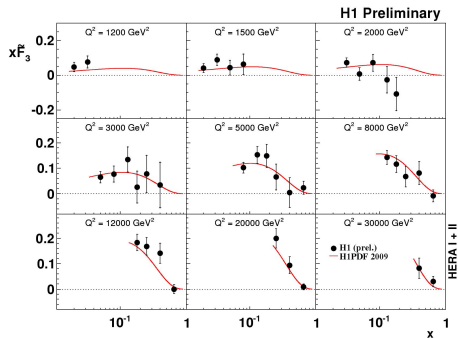 H1 Preliminary
xF̃₃
Q² = 1200 GeV²
Q² = 1500 GeV²
Q² = 2000 GeV²
0.2
0
-0.2
Q² = 3000 GeV²
Q² = 5000 GeV²
Q² = 8000 GeV²
0.2
0.1
0
Q² = 12000 GeV²
Q² = 20000 GeV²
Q² = 30000 GeV²
0.2
0.1
0
H1 (prel.)
H1PDF 2009
HERA I + II
10⁻¹
1
10⁻¹
1
10⁻¹
1
x